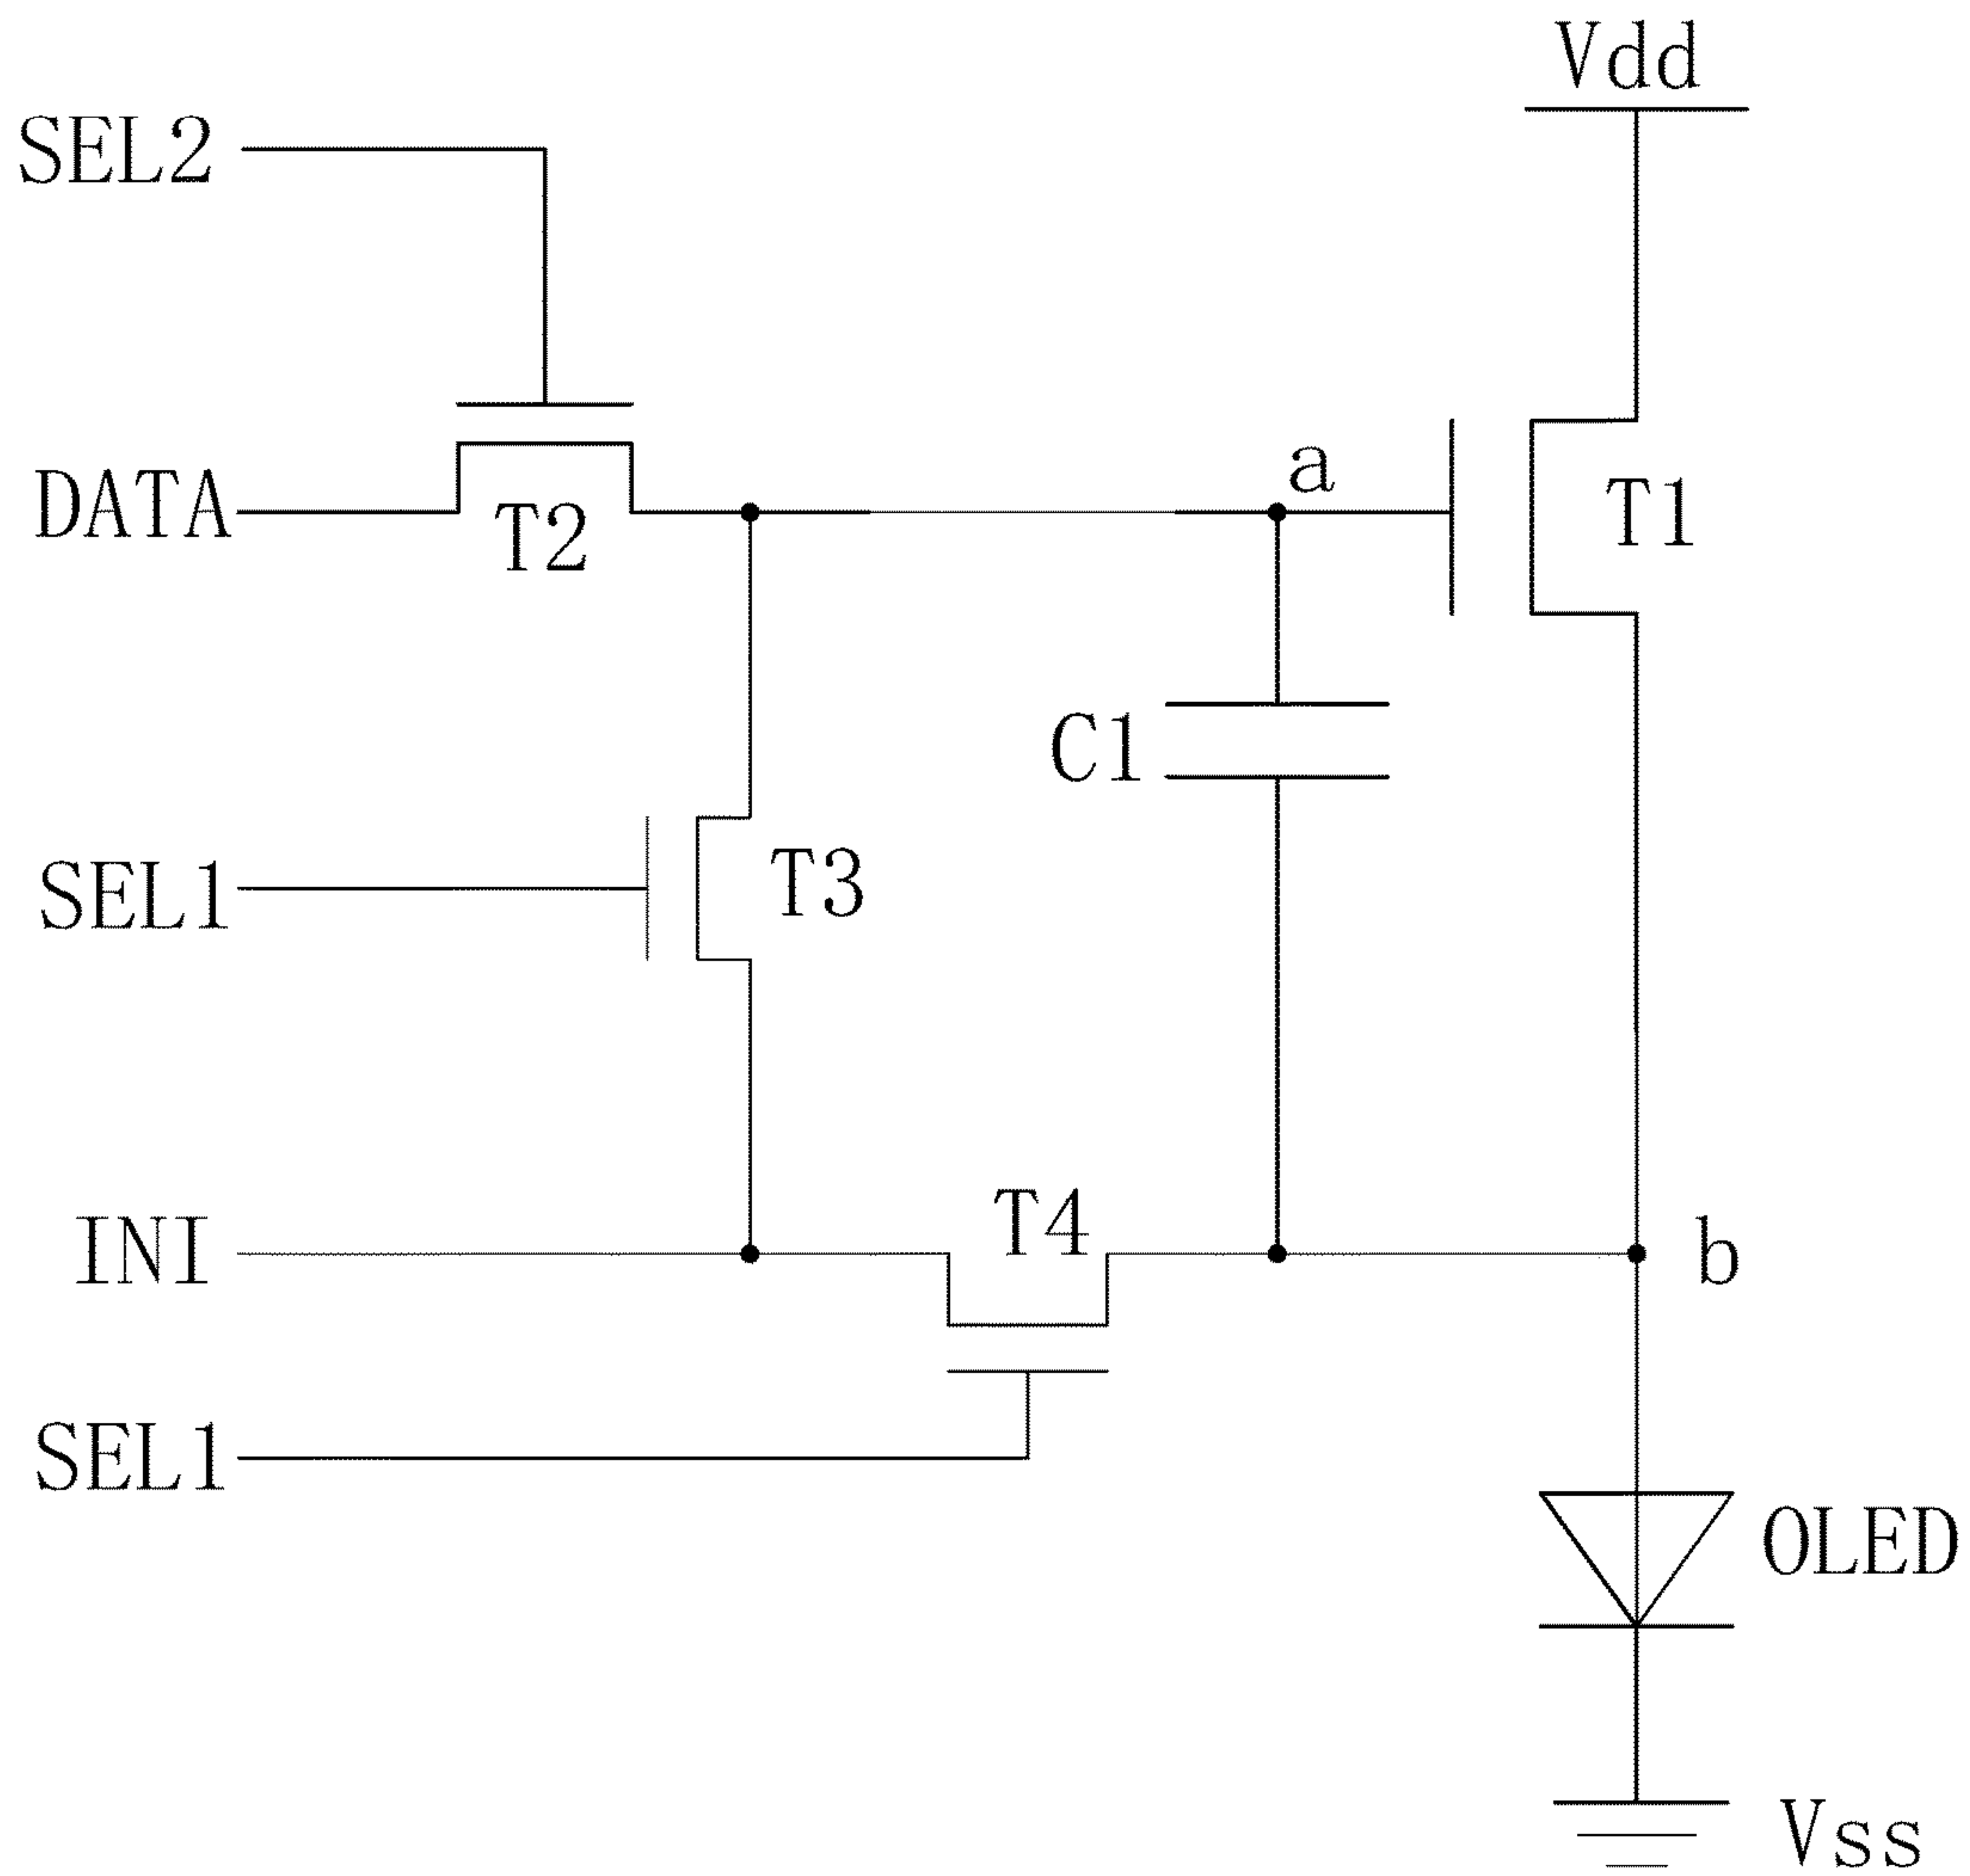 Vdd
SEL2
a
DATA
T2
T1
C1
T3
SEL1
T4
INI
b
SEL1
OLED
Vss